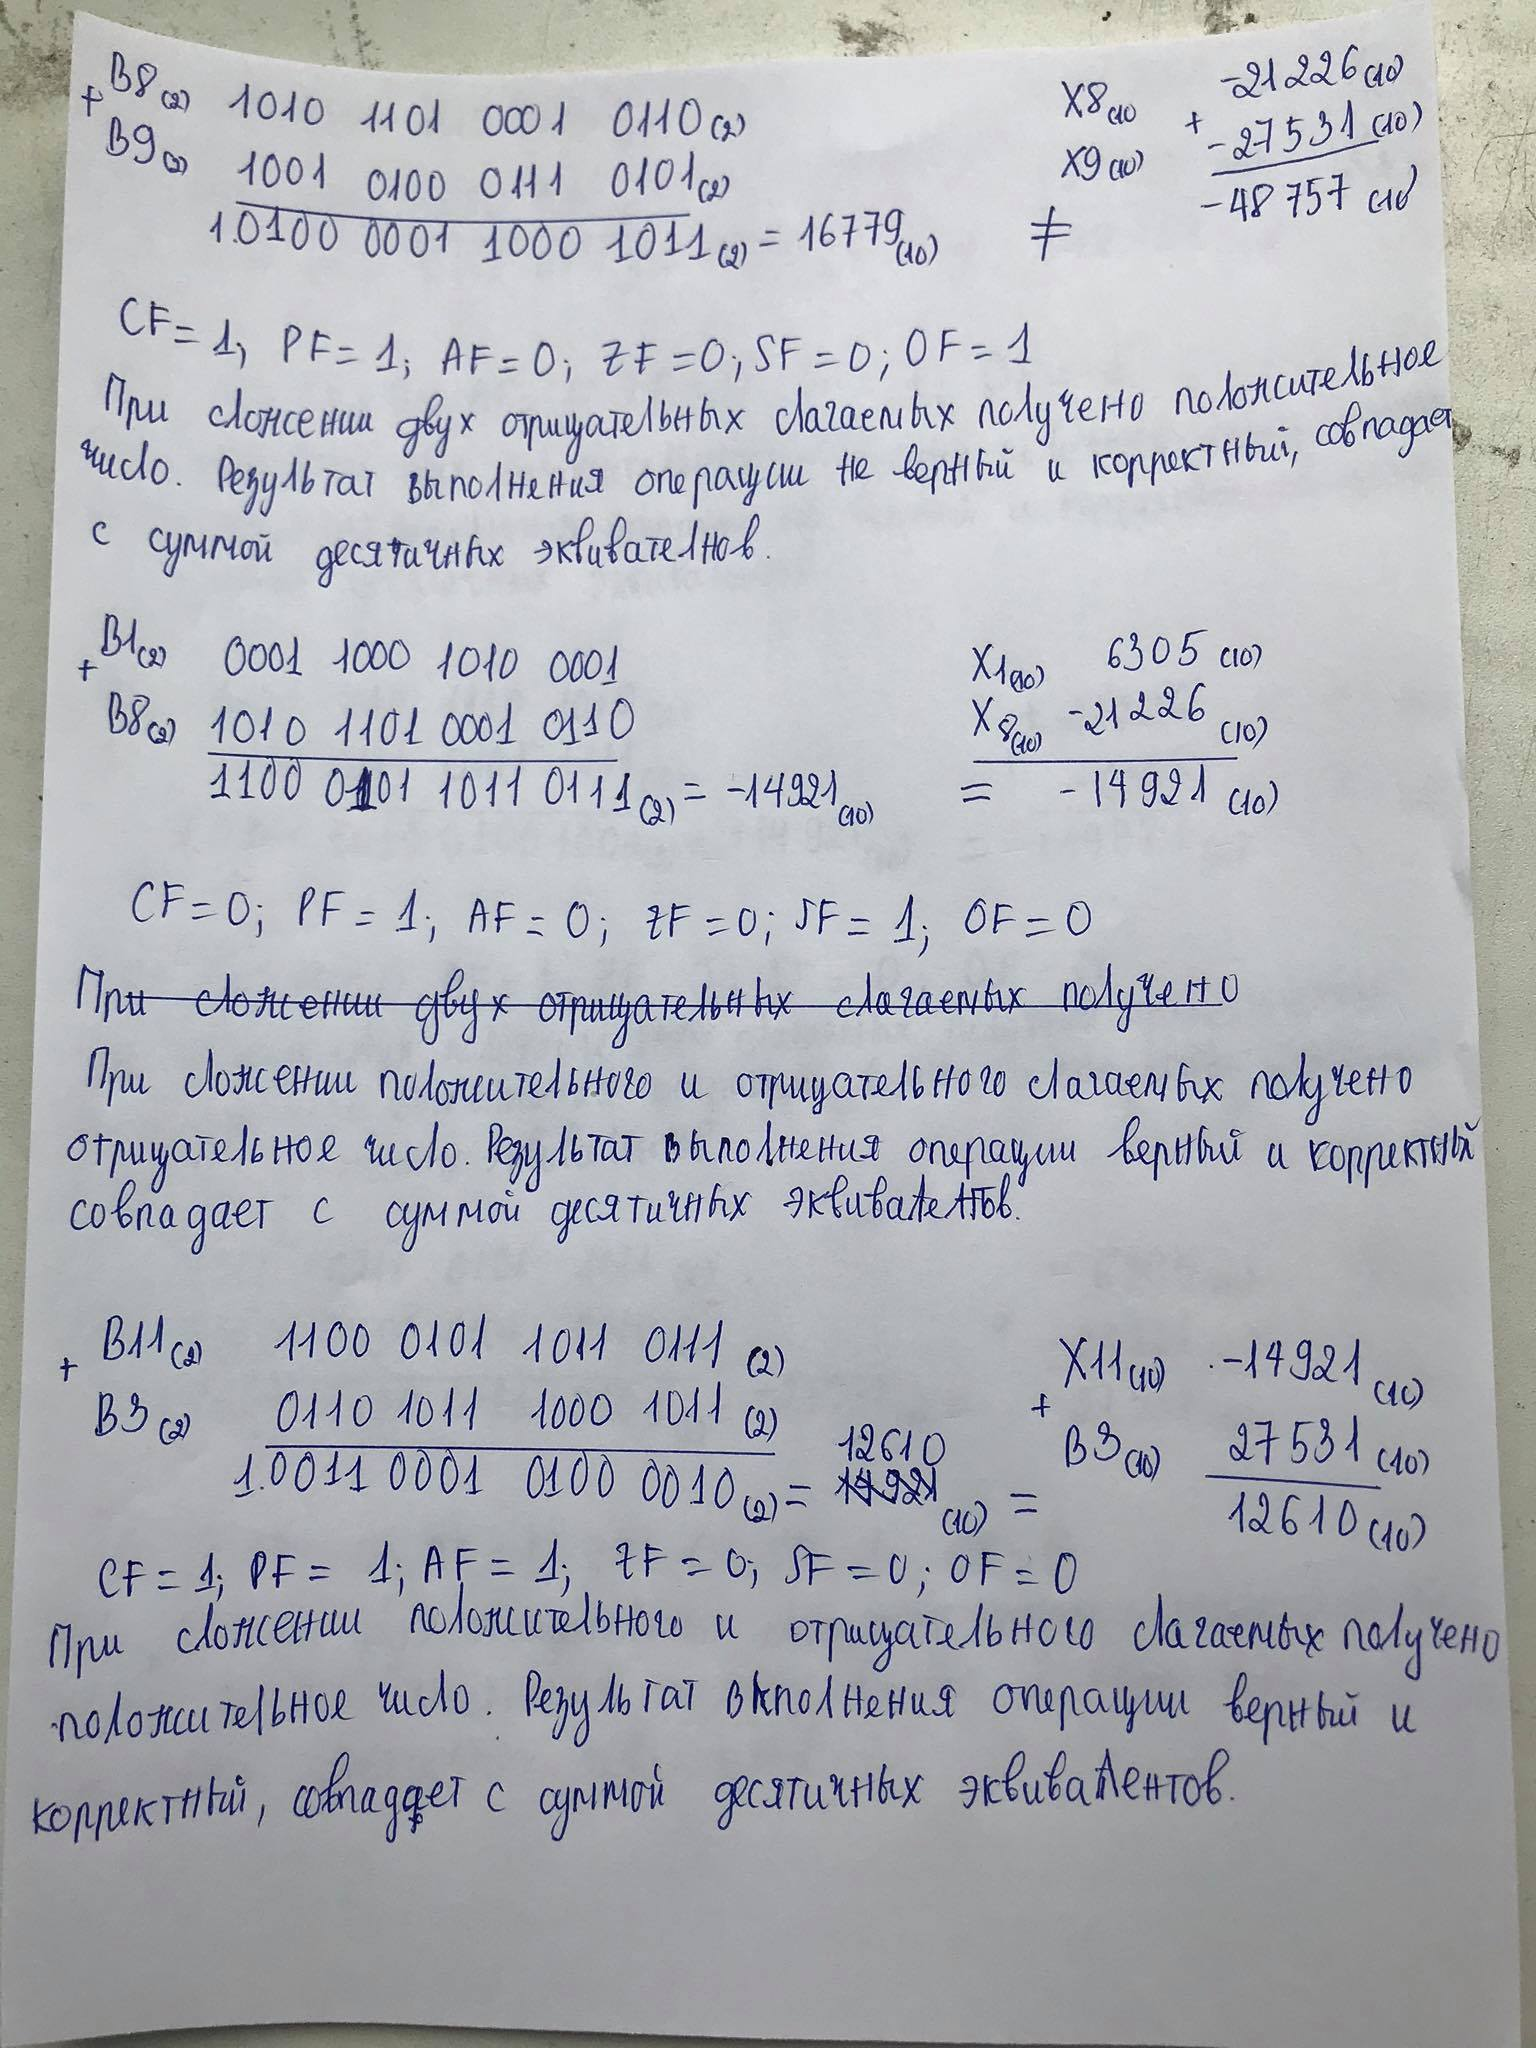 + B8(2) 1010 1101 0001 0110(2) X8(10 + -21226(10)
B9(2) 1001 0100 0111 0101(2) X9(10) -27531(10)
1.0100 0001 1000 1011(2) = 16779(10) ≠ -48757(10)
CF=1; PF=1; AF=0; ZF=0; SF=0; OF=1
При сложении двух отрицательных слагаемых получено положительное
число. Результат выполнения операции не верный и корректный, совпадает
с суммой десятичных эквивателнов.
+ B1(2) 0001 1000 1010 0001 X1(10) 6305(10)
B8(2) 1010 1101 0001 0110 X8(10) -21226(10)
1100 0101 1011 0111(2) = -14921(10) = -14921(10)
CF=0; PF=1; AF=0; ZF=0; SF=1; OF=0
При сложении двух отрицательных слагаемых получено
При сложении положительного и отрицательного слагаемых получено
отрицательное число. Результат выполнения операции верный и корректный
совпадает с суммой десятичных эквивалентов.
+ B11(2) 1100 0101 1011 0111(2) X11(10) -14921(10)
B3(2) 0110 1011 1000 1011(2) + B3(10) 27531(10)
12610
1.0011 0001 0100 0010(2) = 14921(10) = 12610(10)
CF=1; PF=1; AF=1; ZF=0; SF=0; OF=0
При сложении положительного и отрицательного слагаемых получено
положительное число. Результат выполнения операции верный и
корректный, совпадает с суммой десятичных эквивалентов.